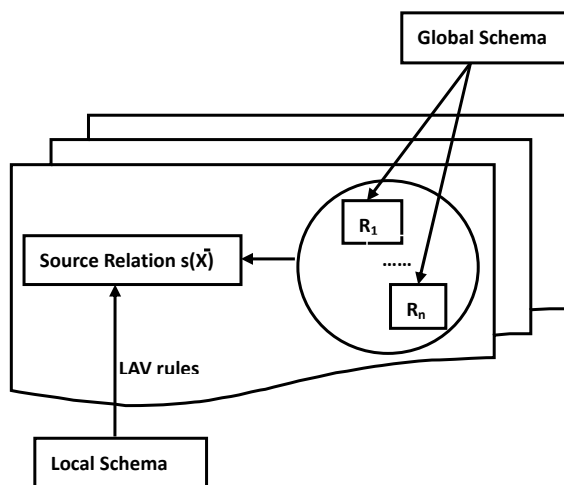 Global Schema
R₁
Source Relation s(X̄)
......
Rₙ
LAV rules
Local Schema